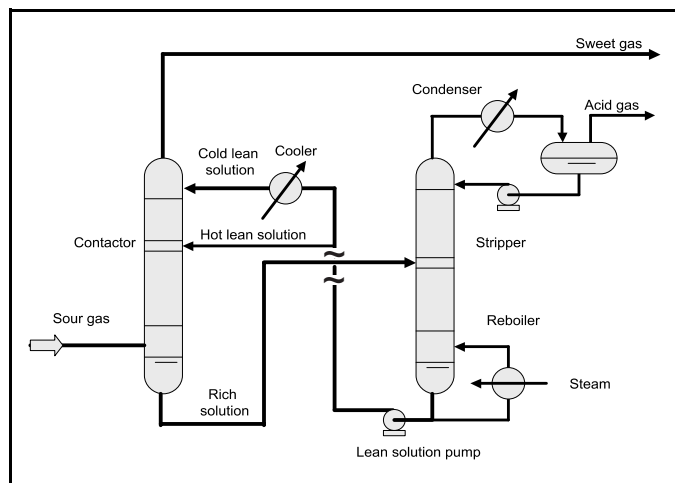 Sweet gas
Condenser
Acid gas
Cold lean
solution
Cooler
Contactor
Hot lean solution
Stripper
Sour gas
Reboiler
Rich
solution
Steam
Lean solution pump